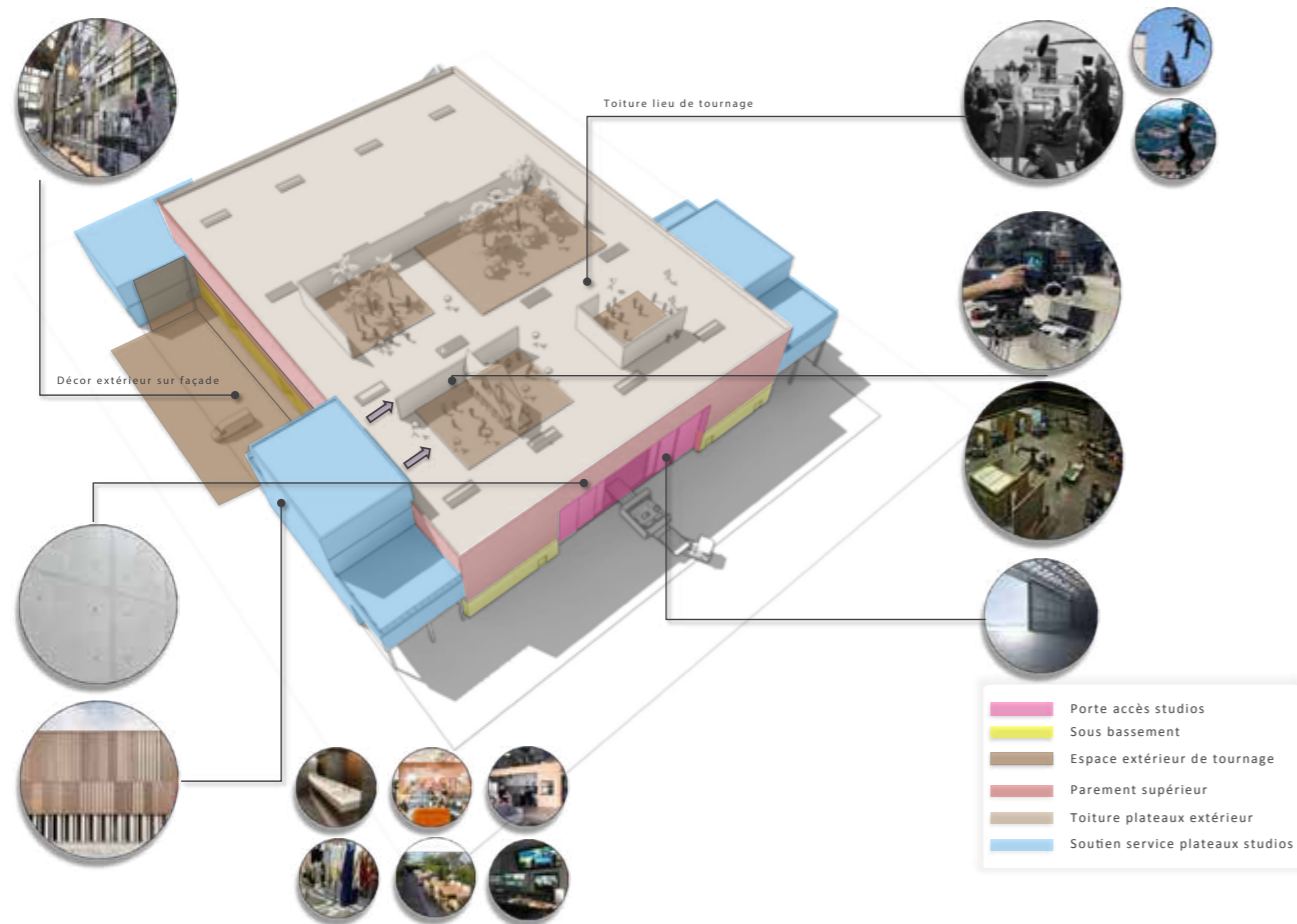 Toiture lieu de tournage
Décor extérieur sur façade
Porte accès studios
Sous bassement
Espace extérieur de tournage
Parement supérieur
Toiture plateaux extérieur
Soutien service plateaux studios